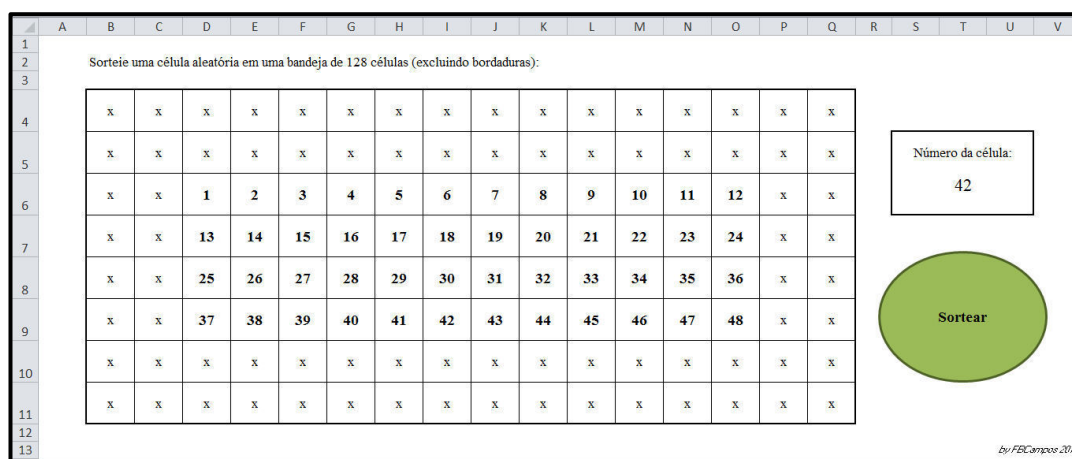 A B C D E F G H I J K L M N O P Q R S T U V
1
2 Sorteie uma célula aleatória em uma bandeja de 128 células (excluindo bordaduras):
3
4 x x x x x x x x x x x x x x x x
5 x x x x x x x x x x x x x x x x
Número da célula:
6 x x 1 2 3 4 5 6 7 8 9 10 11 12 x x
42
7 x x 13 14 15 16 17 18 19 20 21 22 23 24 x x
8 x x 25 26 27 28 29 30 31 32 33 34 35 36 x x
9 x x 37 38 39 40 41 42 43 44 45 46 47 48 x x
Sortear
10 x x x x x x x x x x x x x x x x
11 x x x x x x x x x x x x x x x x
12
13
by FBCampos